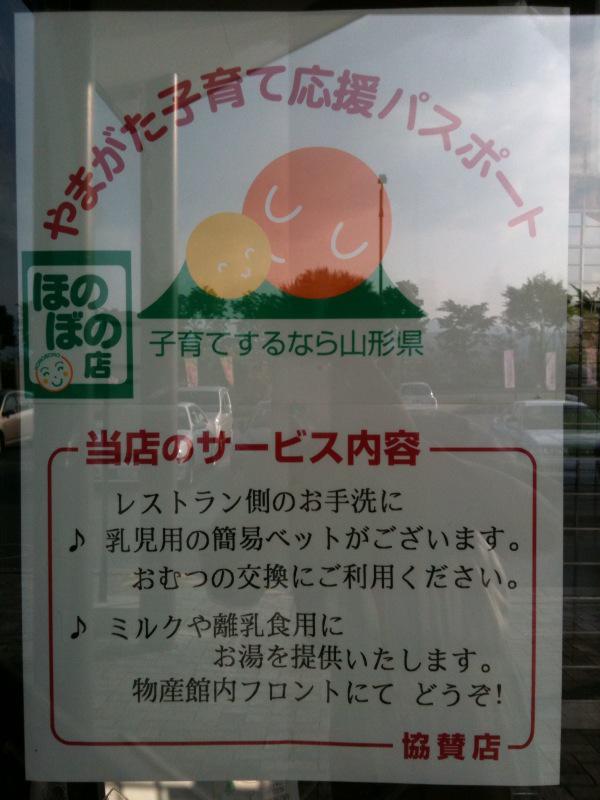 やまがた子育て応援パスポート
ほのぼの店
HONOBONO
子育てするなら山形県
当店のサービス内容
レストラン側のお手洗に
♪ 乳児用の簡易ベットがございます。
おむつの交換にご利用ください。
♪ ミルクや離乳食用に
お湯を提供いたします。
物産館内フロントにて どうぞ!
協賛店